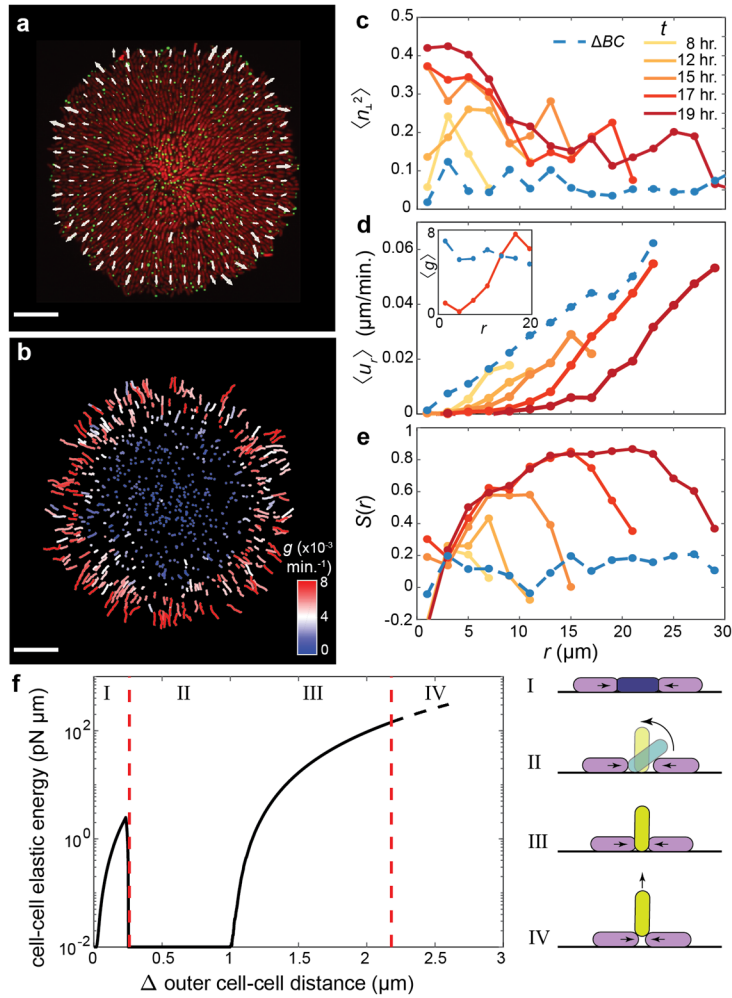 a
b
g (x10-3
min.-1)
8
4
0
c
0.5
0.4
0.3
0.2
0.1
0
⟨n⊥2⟩
ΔBC
t
8 hr.
12 hr.
15 hr.
17 hr.
19 hr.
d
0.06
0.04
0.02
0
⟨ur⟩ (μm/min.)
8
0
⟨g⟩
0
r
20
e
1
0.8
0.6
0.4
0.2
0
-0.2
S(r)
0
5
10
15
20
25
30
r (μm)
f
I
II
III
IV
102
100
10-2
cell-cell elastic energy (pN μm)
0
0.5
1
1.5
2
2.5
3
Δ outer cell-cell distance (μm)
I
II
III
IV